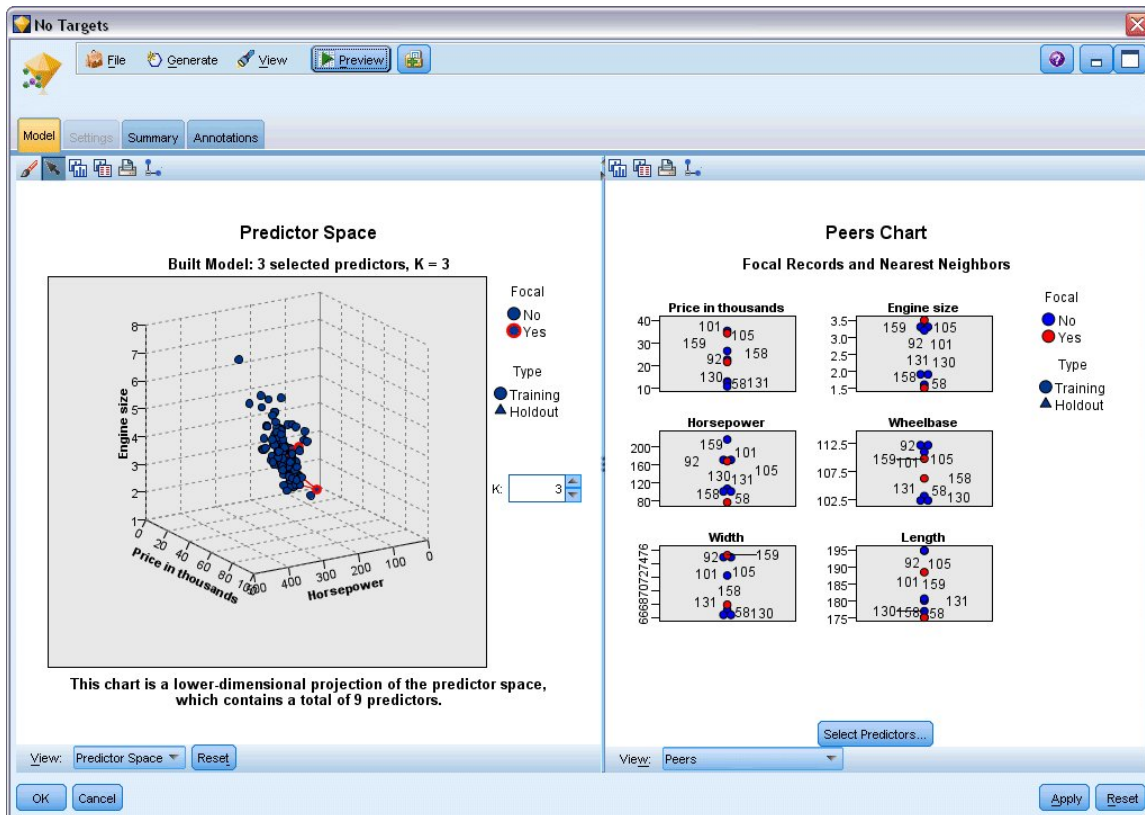 No Targets
File Generate View Preview
Model Settings Summary Annotations
Predictor Space
Built Model: 3 selected predictors, K = 3
Focal
No
Yes
Type
Training
Holdout
K: 3
8
7
6
5
4
3
2
1
Engine size
0 20 40 60 80
Price in thousands
500 400 300 200 100 0
Horsepower
This chart is a lower-dimensional projection of the predictor space,
which contains a total of 9 predictors.
View: Predictor Space Reset
Peers Chart
Focal Records and Nearest Neighbors
Price in thousands
40
30
20
10
101
105
159
158
92
130 58 131
Engine size
3.5
3.0
2.5
2.0
1.5
159 105
92 101
131 130
158 58
Horsepower
200
160
120
80
159
101
92
105
130 131
158 58
Wheelbase
112.5
107.5
102.5
92
159 101 105
158
131 58
130
Width
666870727476
92 159
101 105
158
131
58 130
Length
195
190
185
180
175
92 105
101 159
131
130 158 58
Focal
No
Yes
Type
Training
Holdout
Select Predictors...
View: Peers
OK Cancel Apply Reset